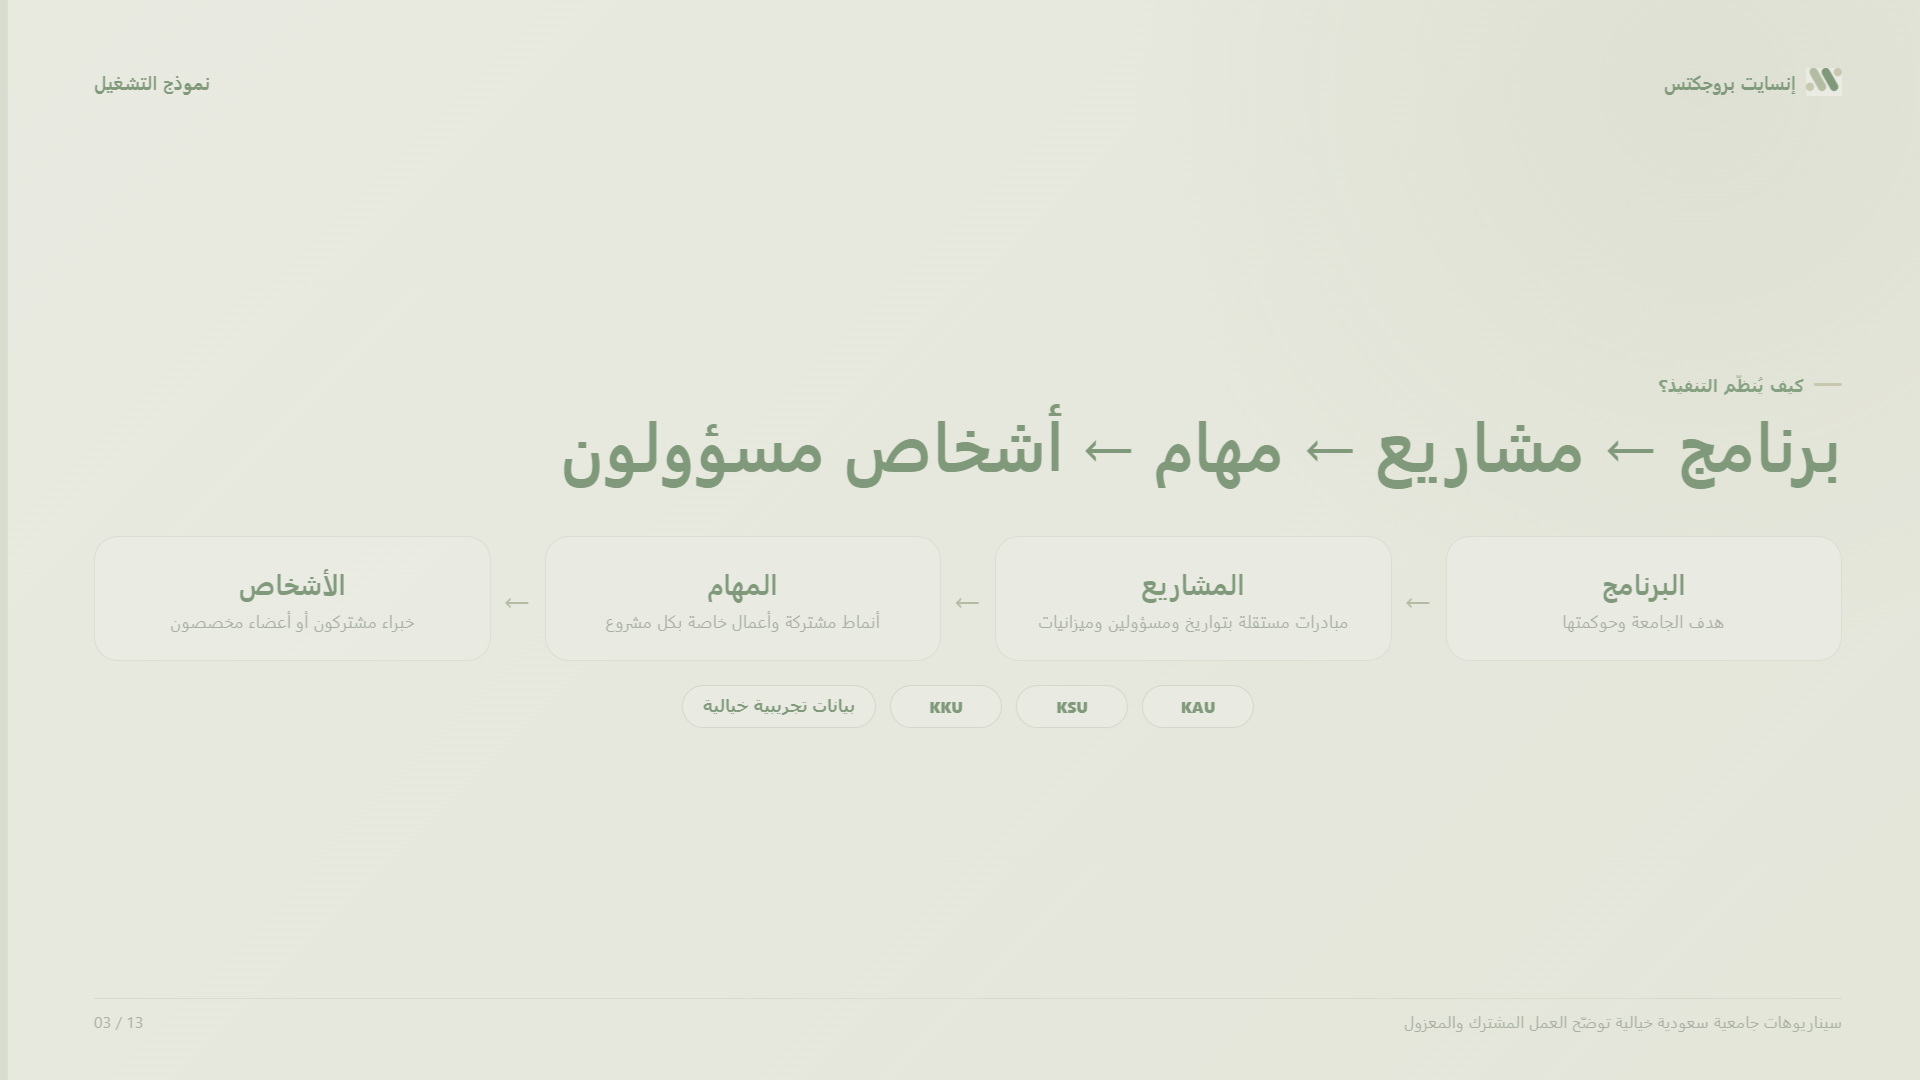 إنسايت بروجكتس
نموذج التشغيل
كيف يُنظّم التنفيذ؟
برنامج ← مشاريع ← مهام ← أشخاص مسؤولون
البرنامج
هدف الجامعة وحوكمتها
←
المشاريع
مبادرات مستقلة بتواريخ ومسؤولين وميزانيات
←
المهام
أنماط مشتركة وأعمال خاصة بكل مشروع
←
الأشخاص
خبراء مشتركون أو أعضاء مخصصون
KAU
KSU
KKU
بيانات تجريبية خيالية
سيناريوهات جامعية سعودية خيالية توضّح العمل المشترك والمعزول
03 / 13